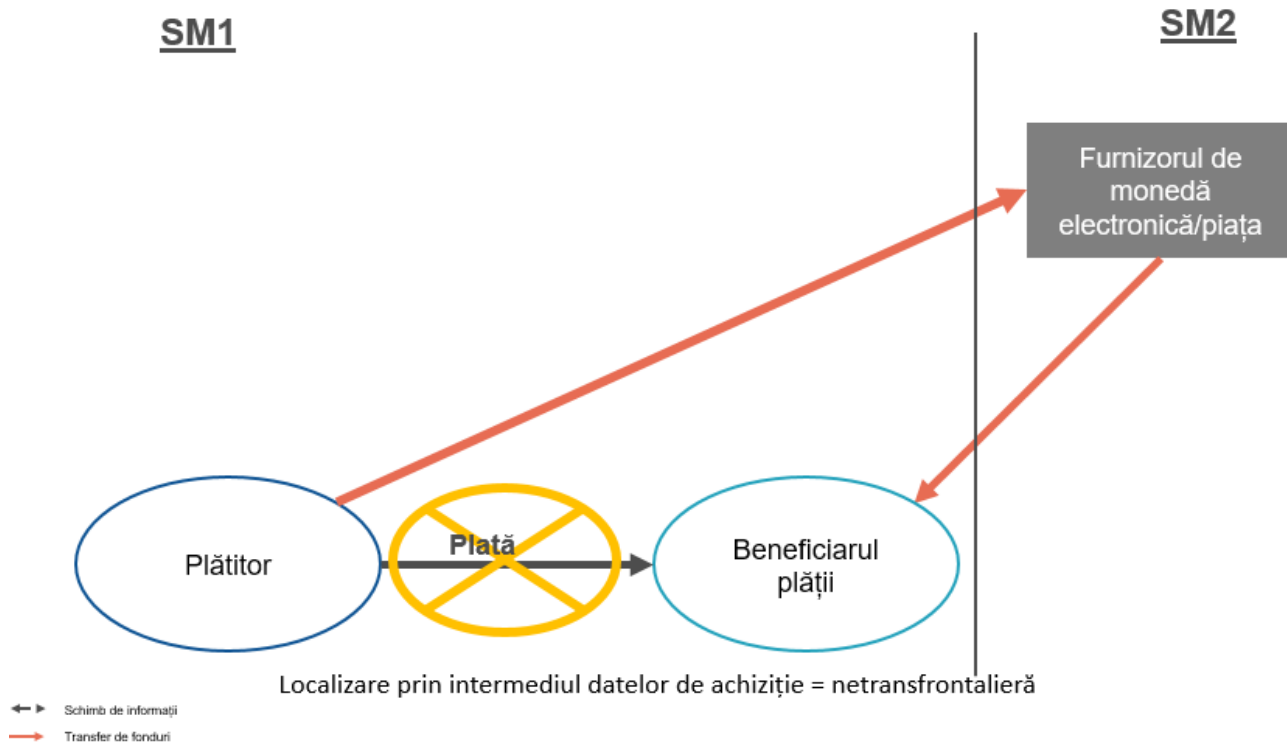 SM1
SM2
Furnizorul de
monedă
electronică/piața
Plătitor
Plată
Beneficiarul
plății
Localizare prin intermediul datelor de achiziție = netransfrontalieră
Schimb de informații
Transfer de fonduri